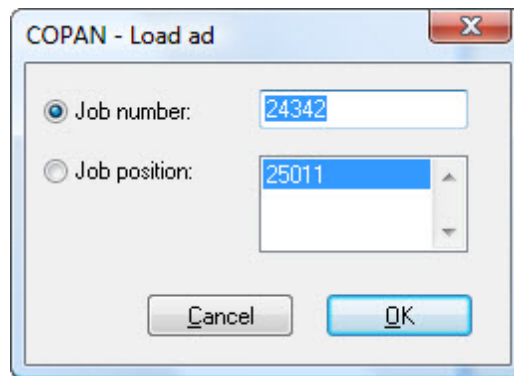 COPAN - Load ad
Job number: 24342
Job position: 25011
Cancel OK